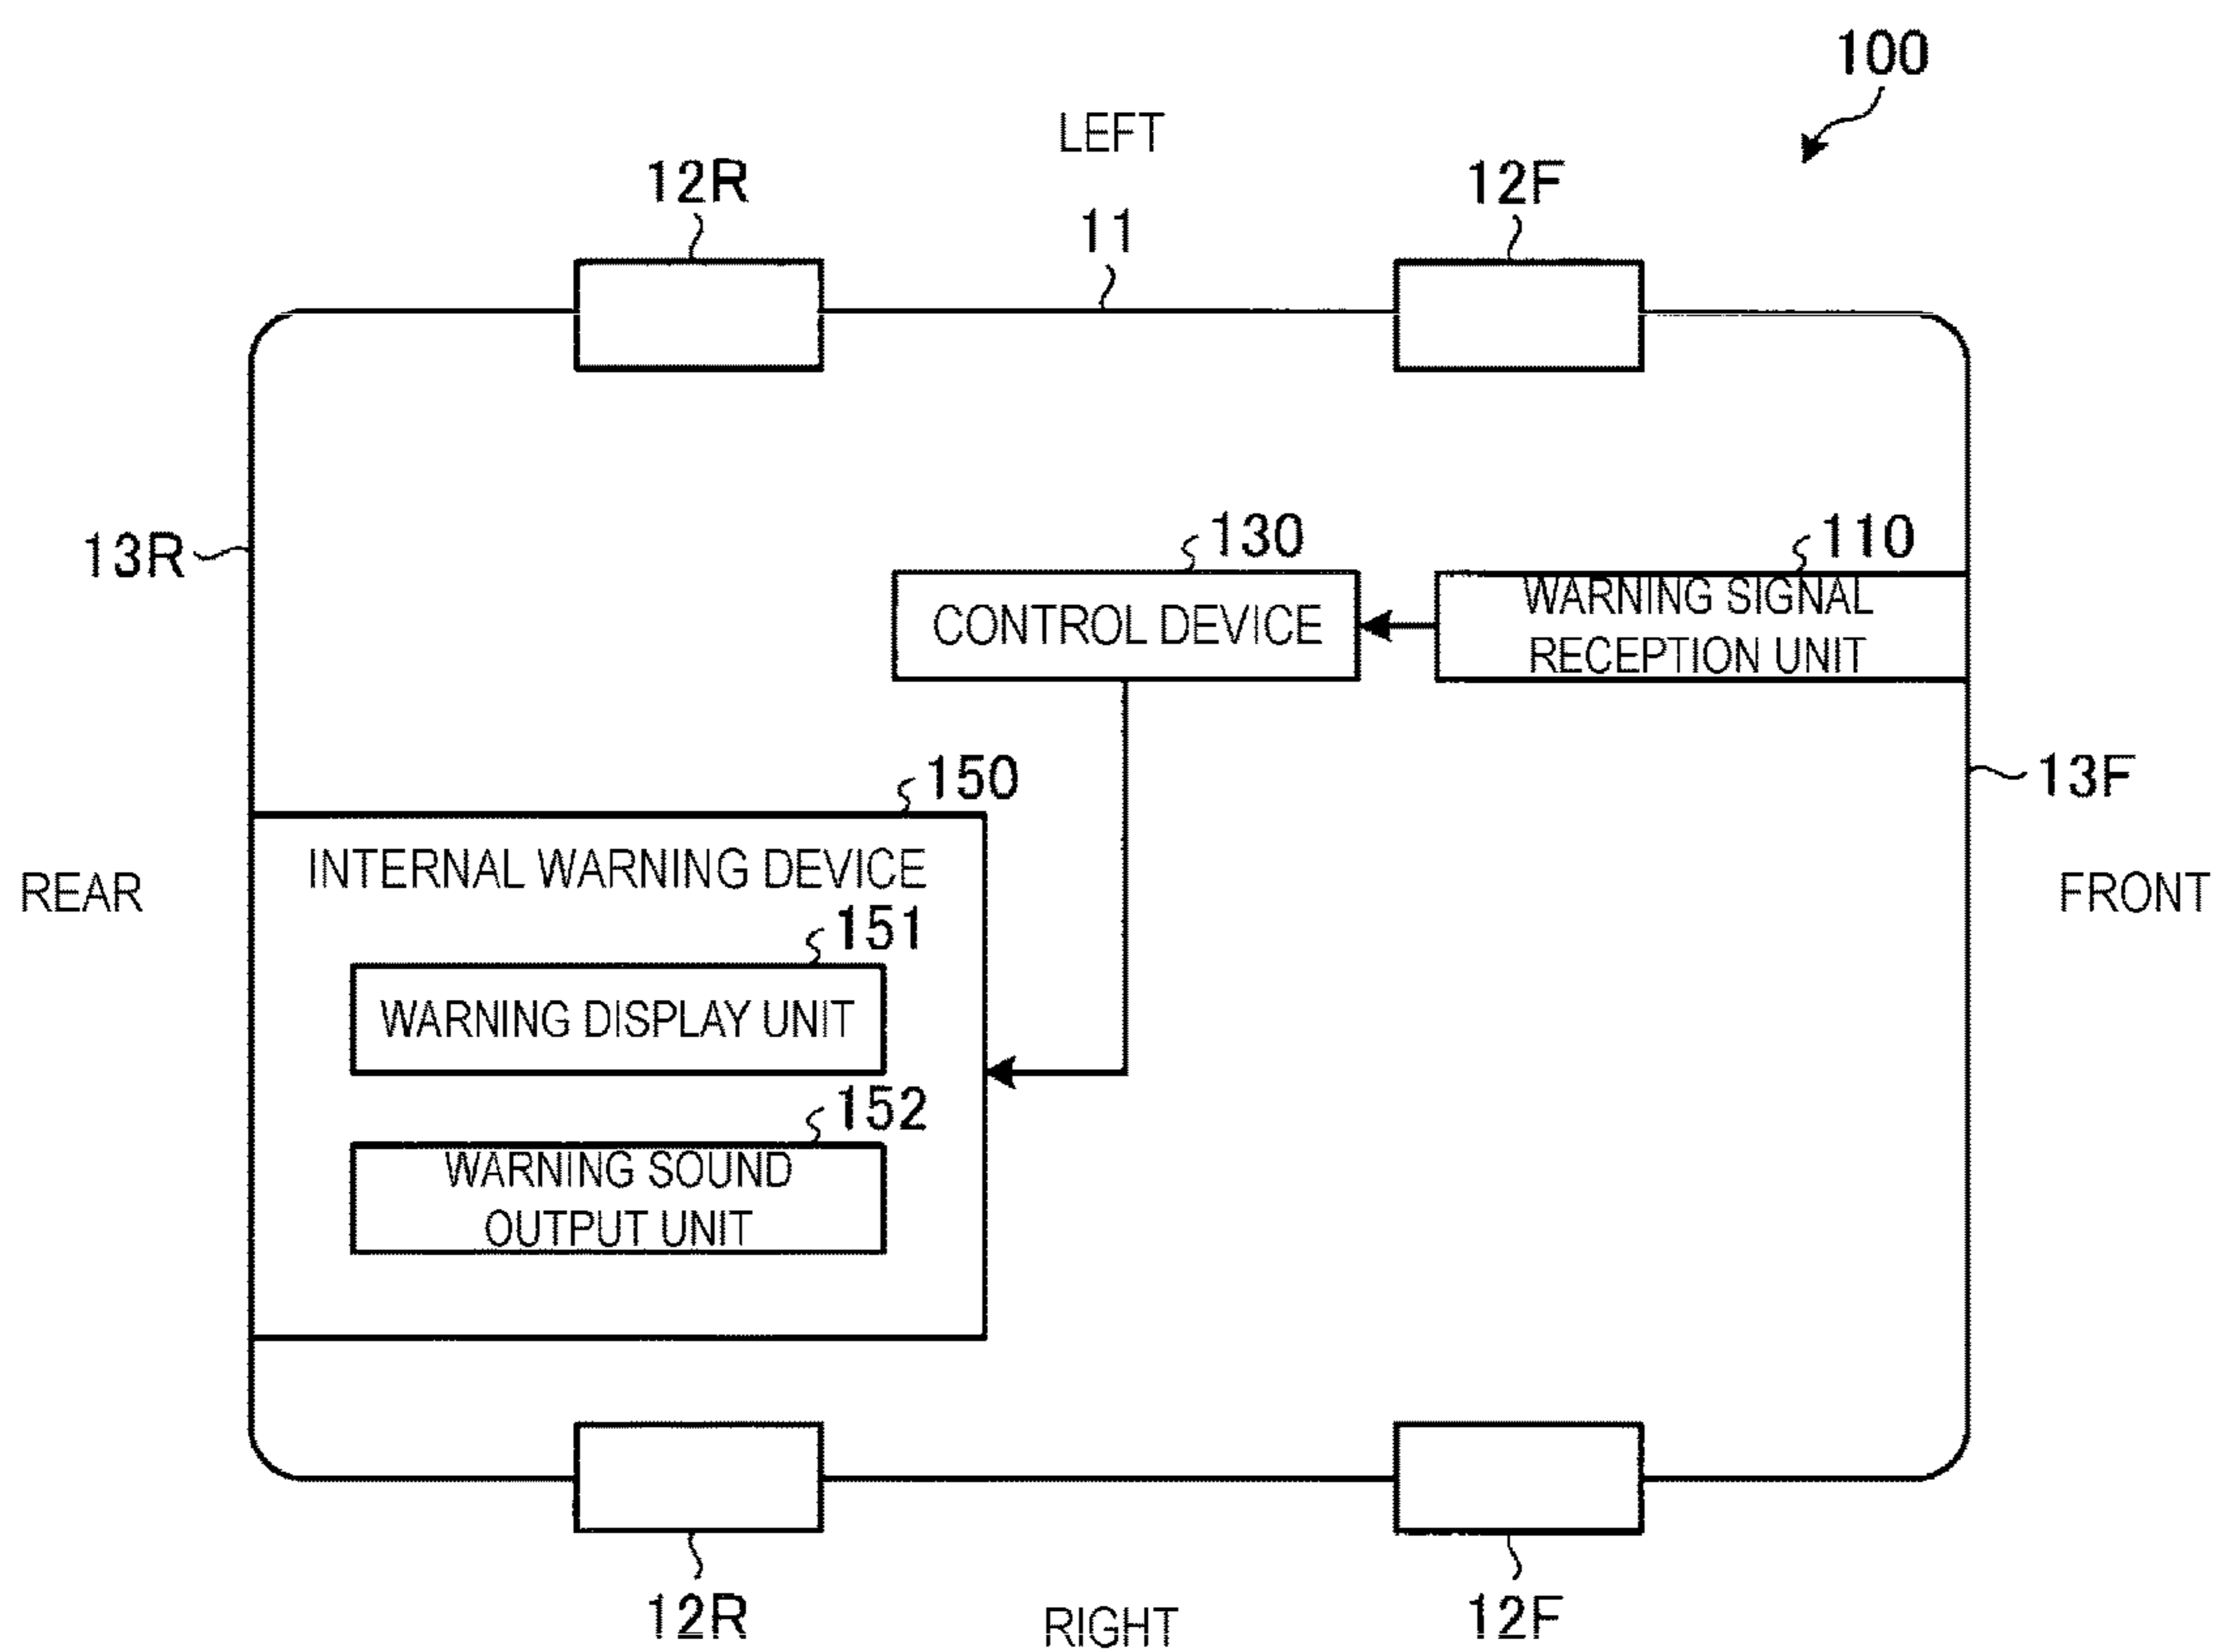 100
LEFT
12R
12F
11
13R
130
110
CONTROL DEVICE
WARNING SIGNAL
RECEPTION UNIT
150
13F
INTERNAL WARNING DEVICE
REAR
FRONT
151
WARNING DISPLAY UNIT
152
WARNING SOUND
OUTPUT UNIT
12R
12F
RIGHT